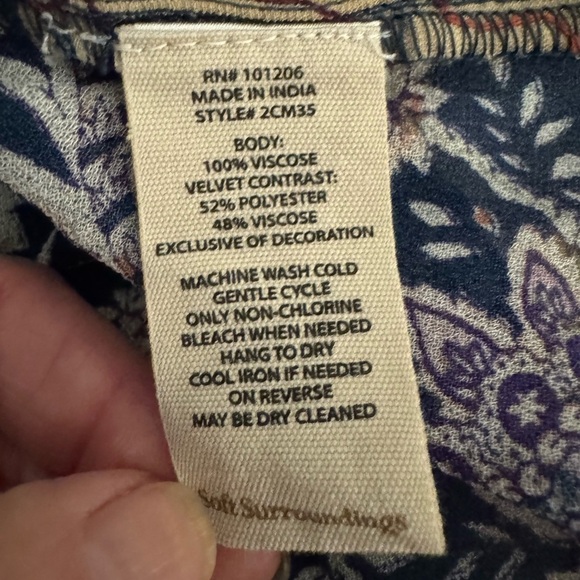 RN# 101206
MADE IN INDIA
STYLE# 2CM35
BODY:
100% VISCOSE
VELVET CONTRAST:
52% POLYESTER
48% VISCOSE
EXCLUSIVE OF DECORATION
MACHINE WASH COLD
GENTLE CYCLE
ONLY NON-CHLORINE
BLEACH WHEN NEEDED
HANG TO DRY
COOL IRON IF NEEDED
ON REVERSE
MAY BE DRY CLEANED
Soft Surroundings